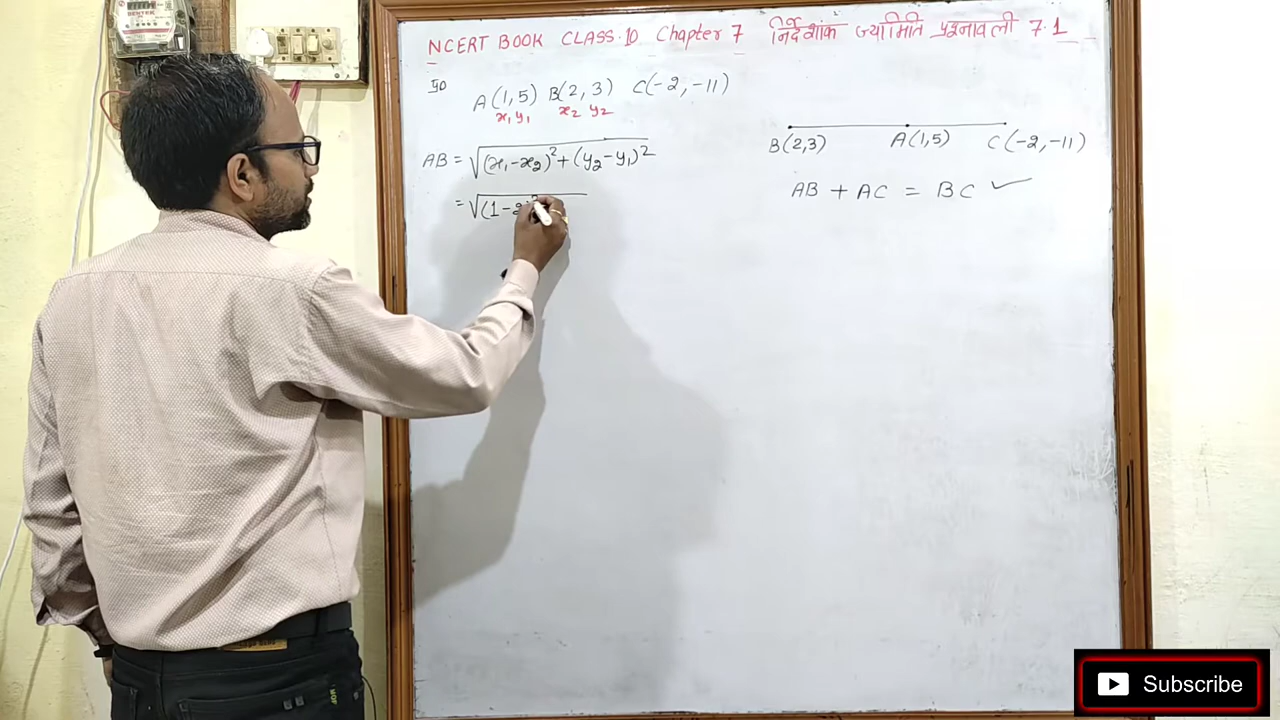 NCERT BOOK CLASS.10 Chapter 7 निर्देशांक ज्यामिति प्रश्नावली 7.1
A(1,5) B(2,3) C(-2,-11)
x₁ y₁ x₂ y₂
AB = √(x₁-x₂)²+(y₂-y₁)²
= √(1-2)²
B(2,3) A(1,5) C(-2,-11)
AB + AC = BC ✓
Subscribe